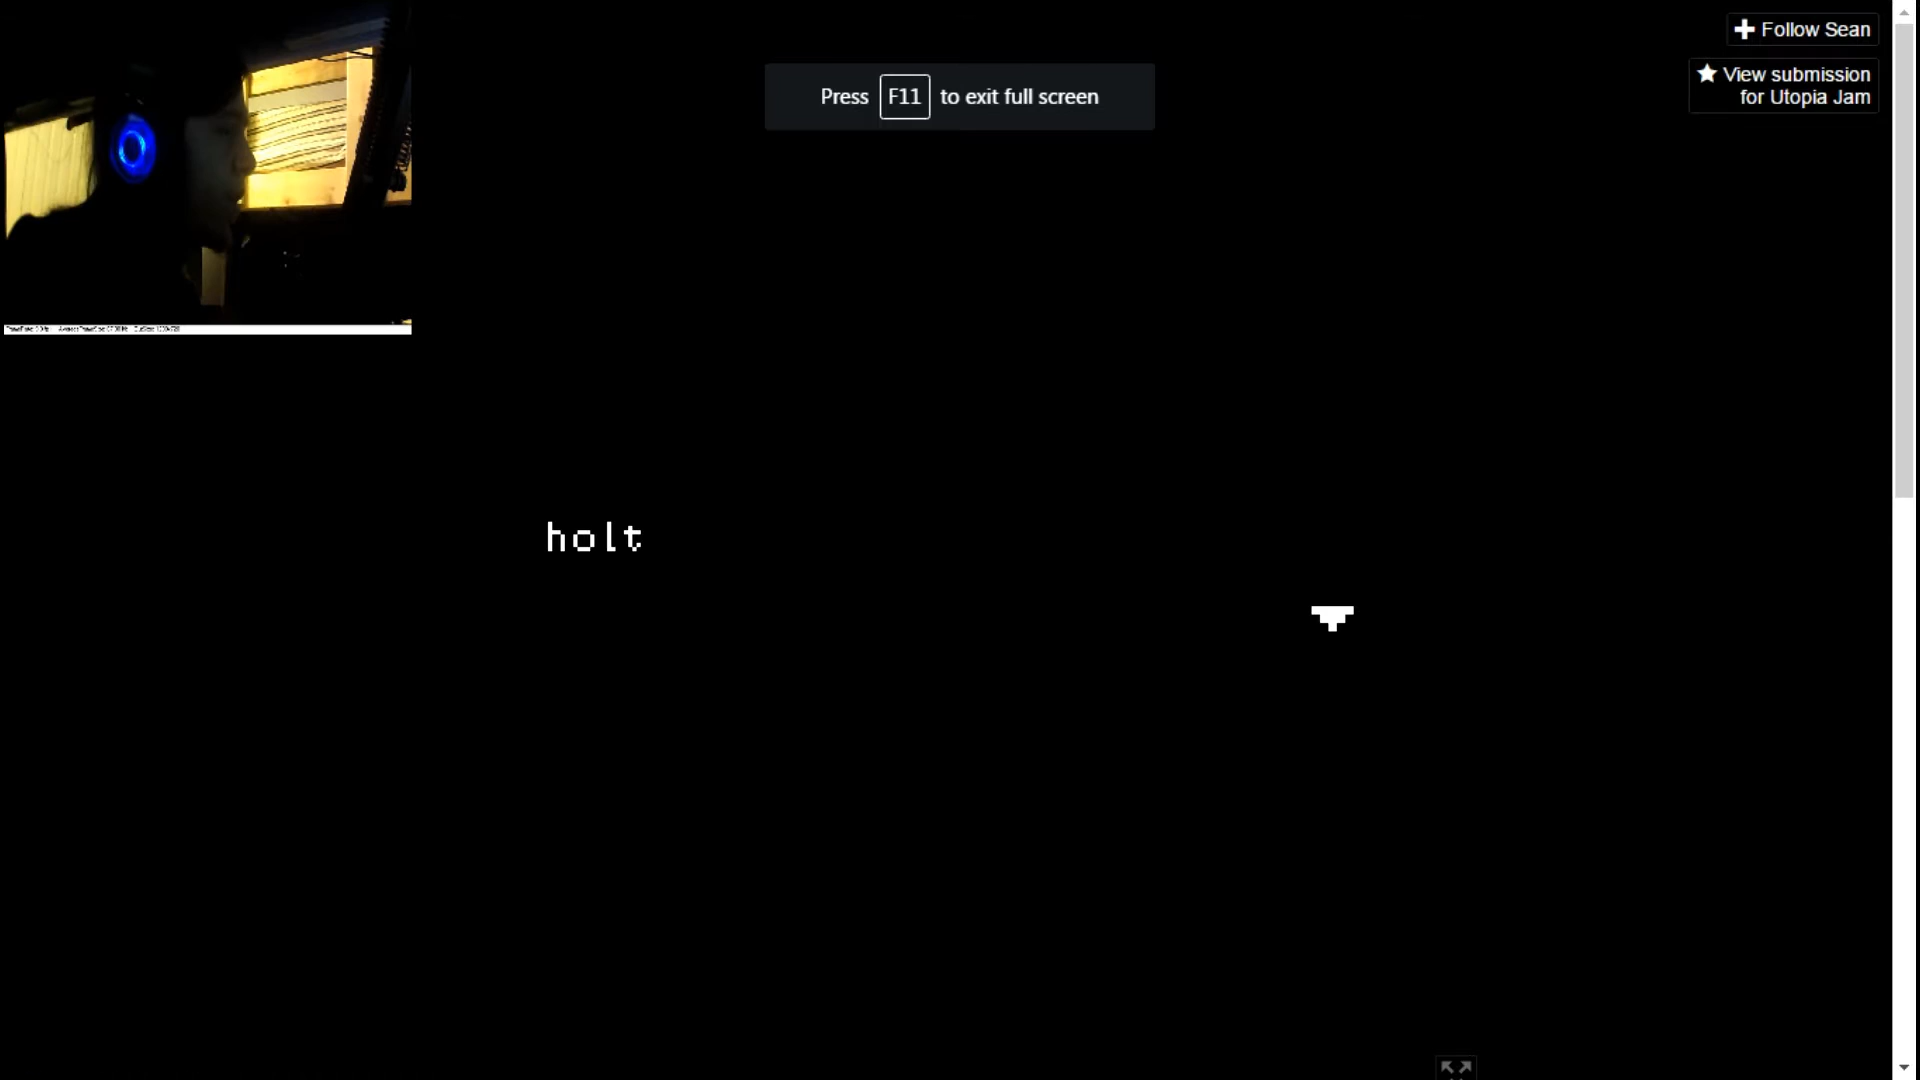 Follow Sean
Press F11 to exit full screen
View submission
for Utopia Jam
holt